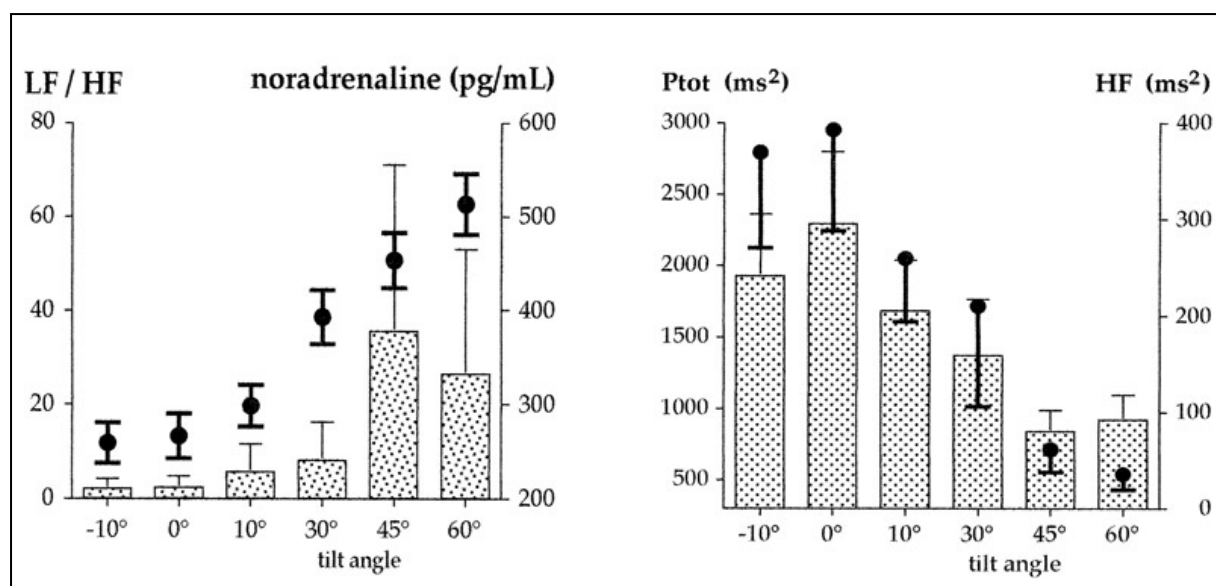 LF / HF noradrenaline (pg/mL)
80 600
60 500
40 400
20 300
0 200
-10° 0° 10° 30° 45° 60°
tilt angle
Ptot (ms²) HF (ms²)
3000 400
2500
300
2000
200
1500
1000 100
500
0
-10° 0° 10° 30° 45° 60°
tilt angle